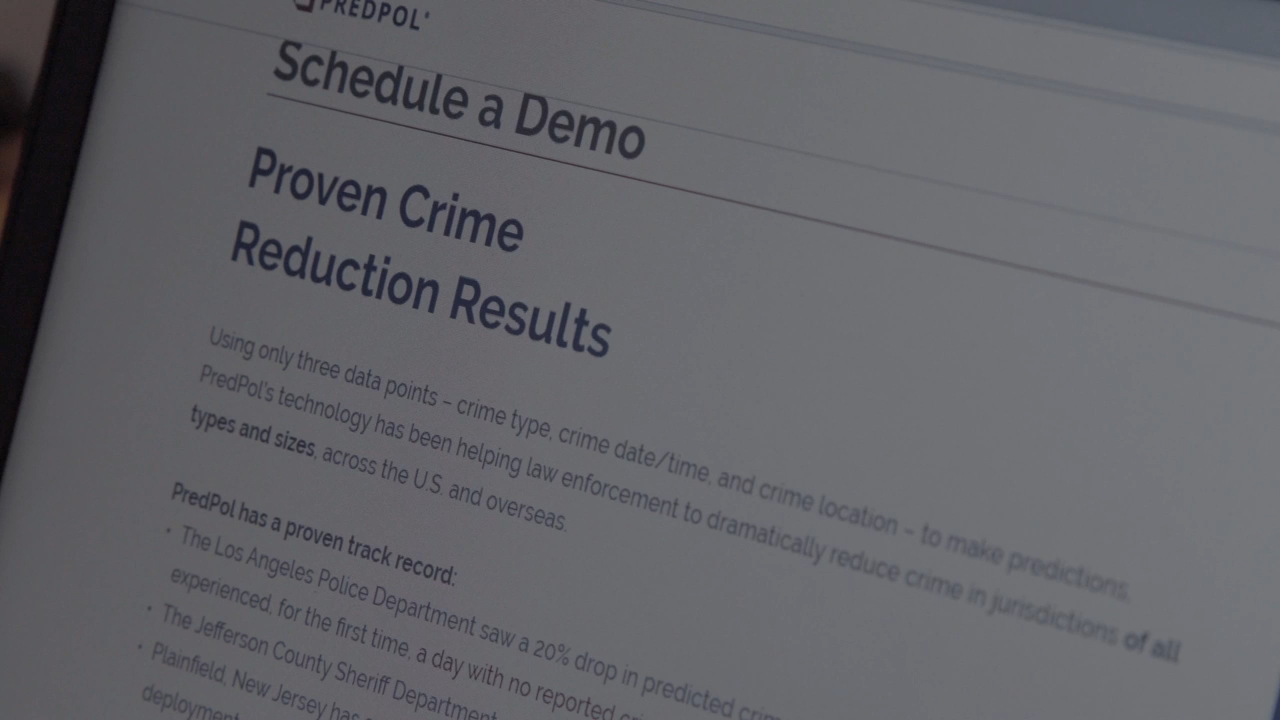 PREDPOL
Schedule a Demo
Proven Crime
Reduction Results
Using only three data points – crime type, crime date/time, and crime location – to make predictions,
PredPol's technology has been helping law enforcement to dramatically reduce crime in jurisdictions of all
types and sizes, across the U.S. and overseas.
PredPol has a proven track record:
• The Los Angeles Police Department saw a 20% drop in predicted
experienced, for the first time, a day with no reported
• The Jefferson County Sheriff Department
• Plainfield, New Jersey has